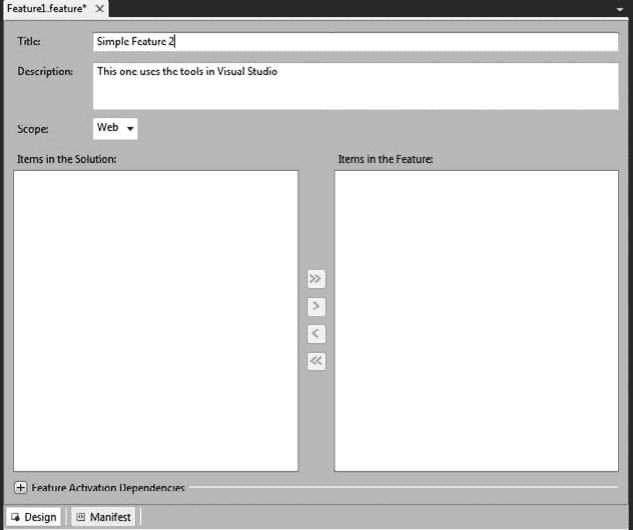 Feature1.feature* X
Title: Simple Feature 2
Description: This one uses the tools in Visual Studio
Scope: Web
Items in the Solution: Items in the Feature:
Feature Activation Dependencies
Design Manifest